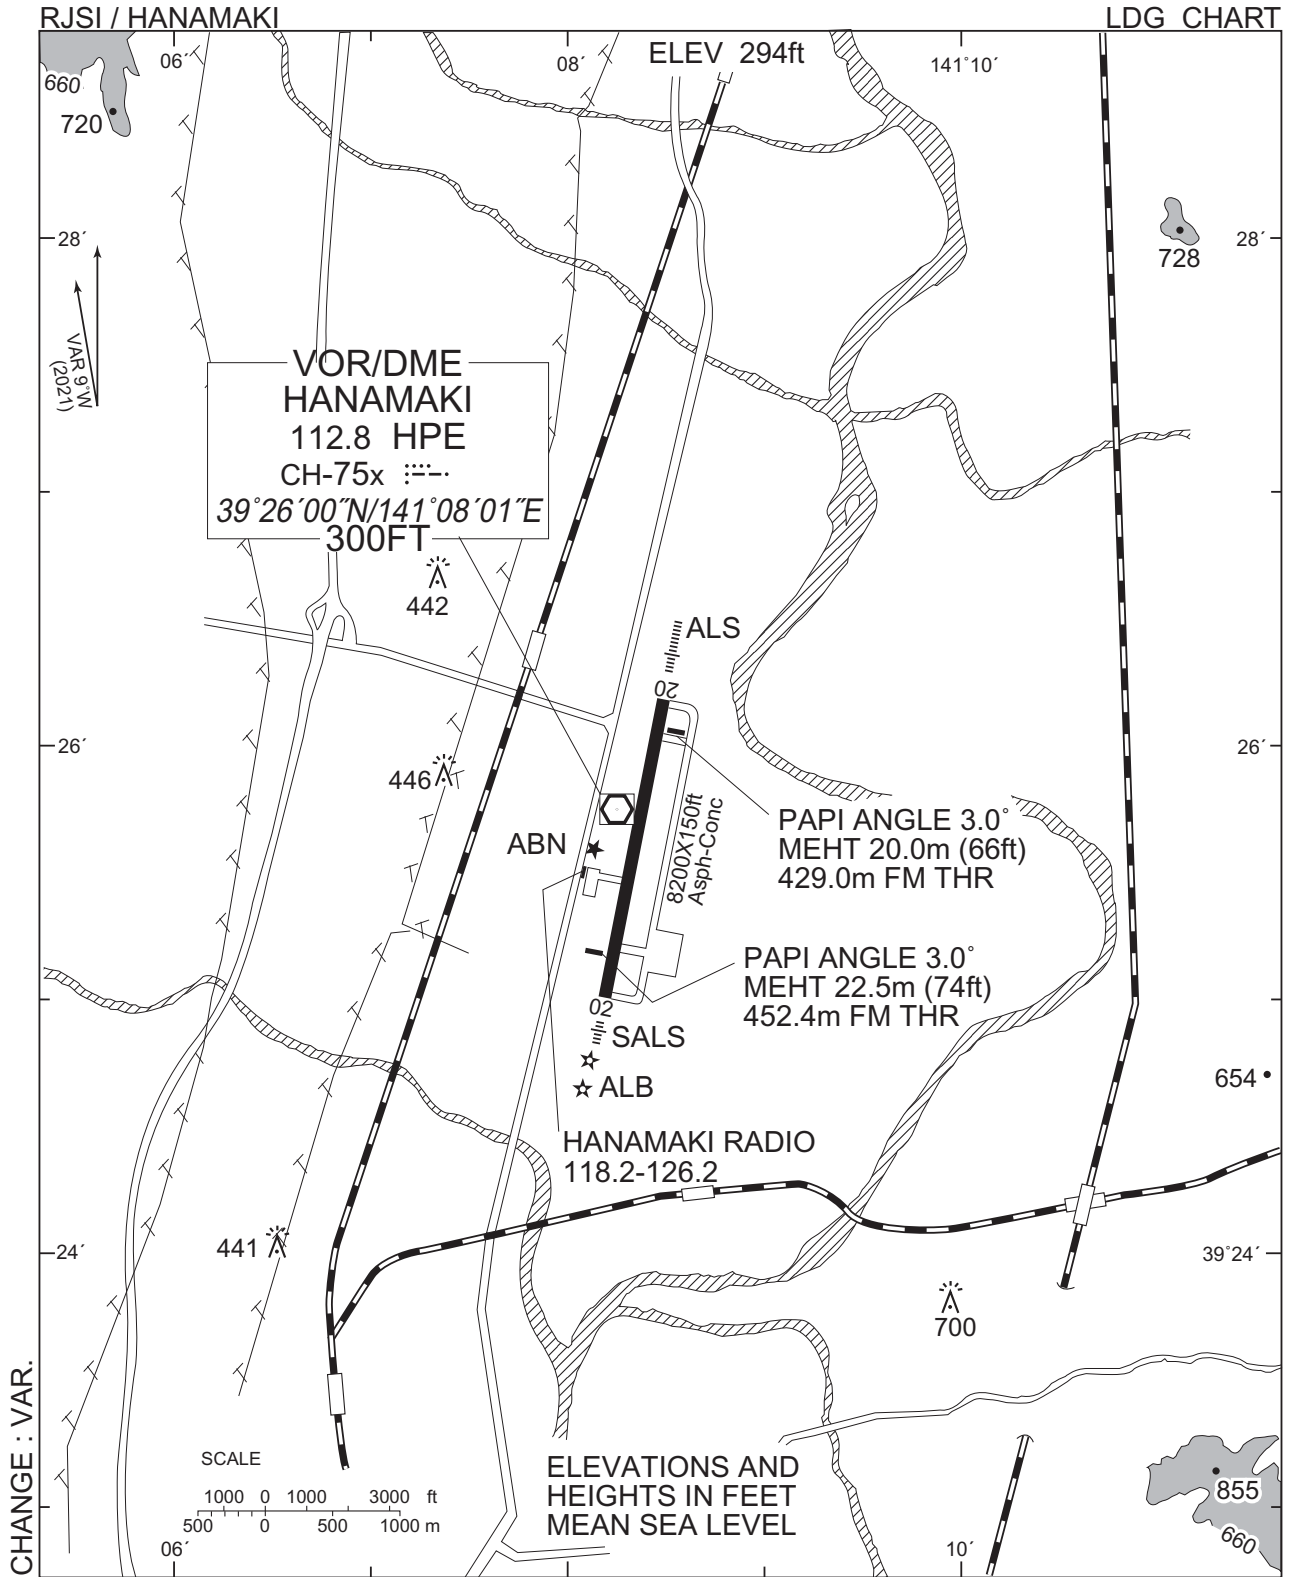 RJSI / HANAMAKI
LDG CHART
06´
08´
ELEV 294ft
141°10´
660
720
28´
28´
728
VAR 9°W
(2021)
VOR/DME
HANAMAKI
112.8 HPE
CH-75x
39°26´00˝N/141°08´01˝E
300FT
442
ALS
20
26´
26´
446
PAPI ANGLE 3.0°
MEHT 20.0m (66ft)
429.0m FM THR
ABN
8200X150ft
Asph-Conc
PAPI ANGLE 3.0°
MEHT 22.5m (74ft)
452.4m FM THR
02
SALS
ALB
654
HANAMAKI RADIO
118.2-126.2
441
24´
39°24´
700
CHANGE : VAR.
SCALE
1000 0 1000 3000 ft
500 0 500 1000 m
ELEVATIONS AND
HEIGHTS IN FEET
MEAN SEA LEVEL
855
660
06´
10´